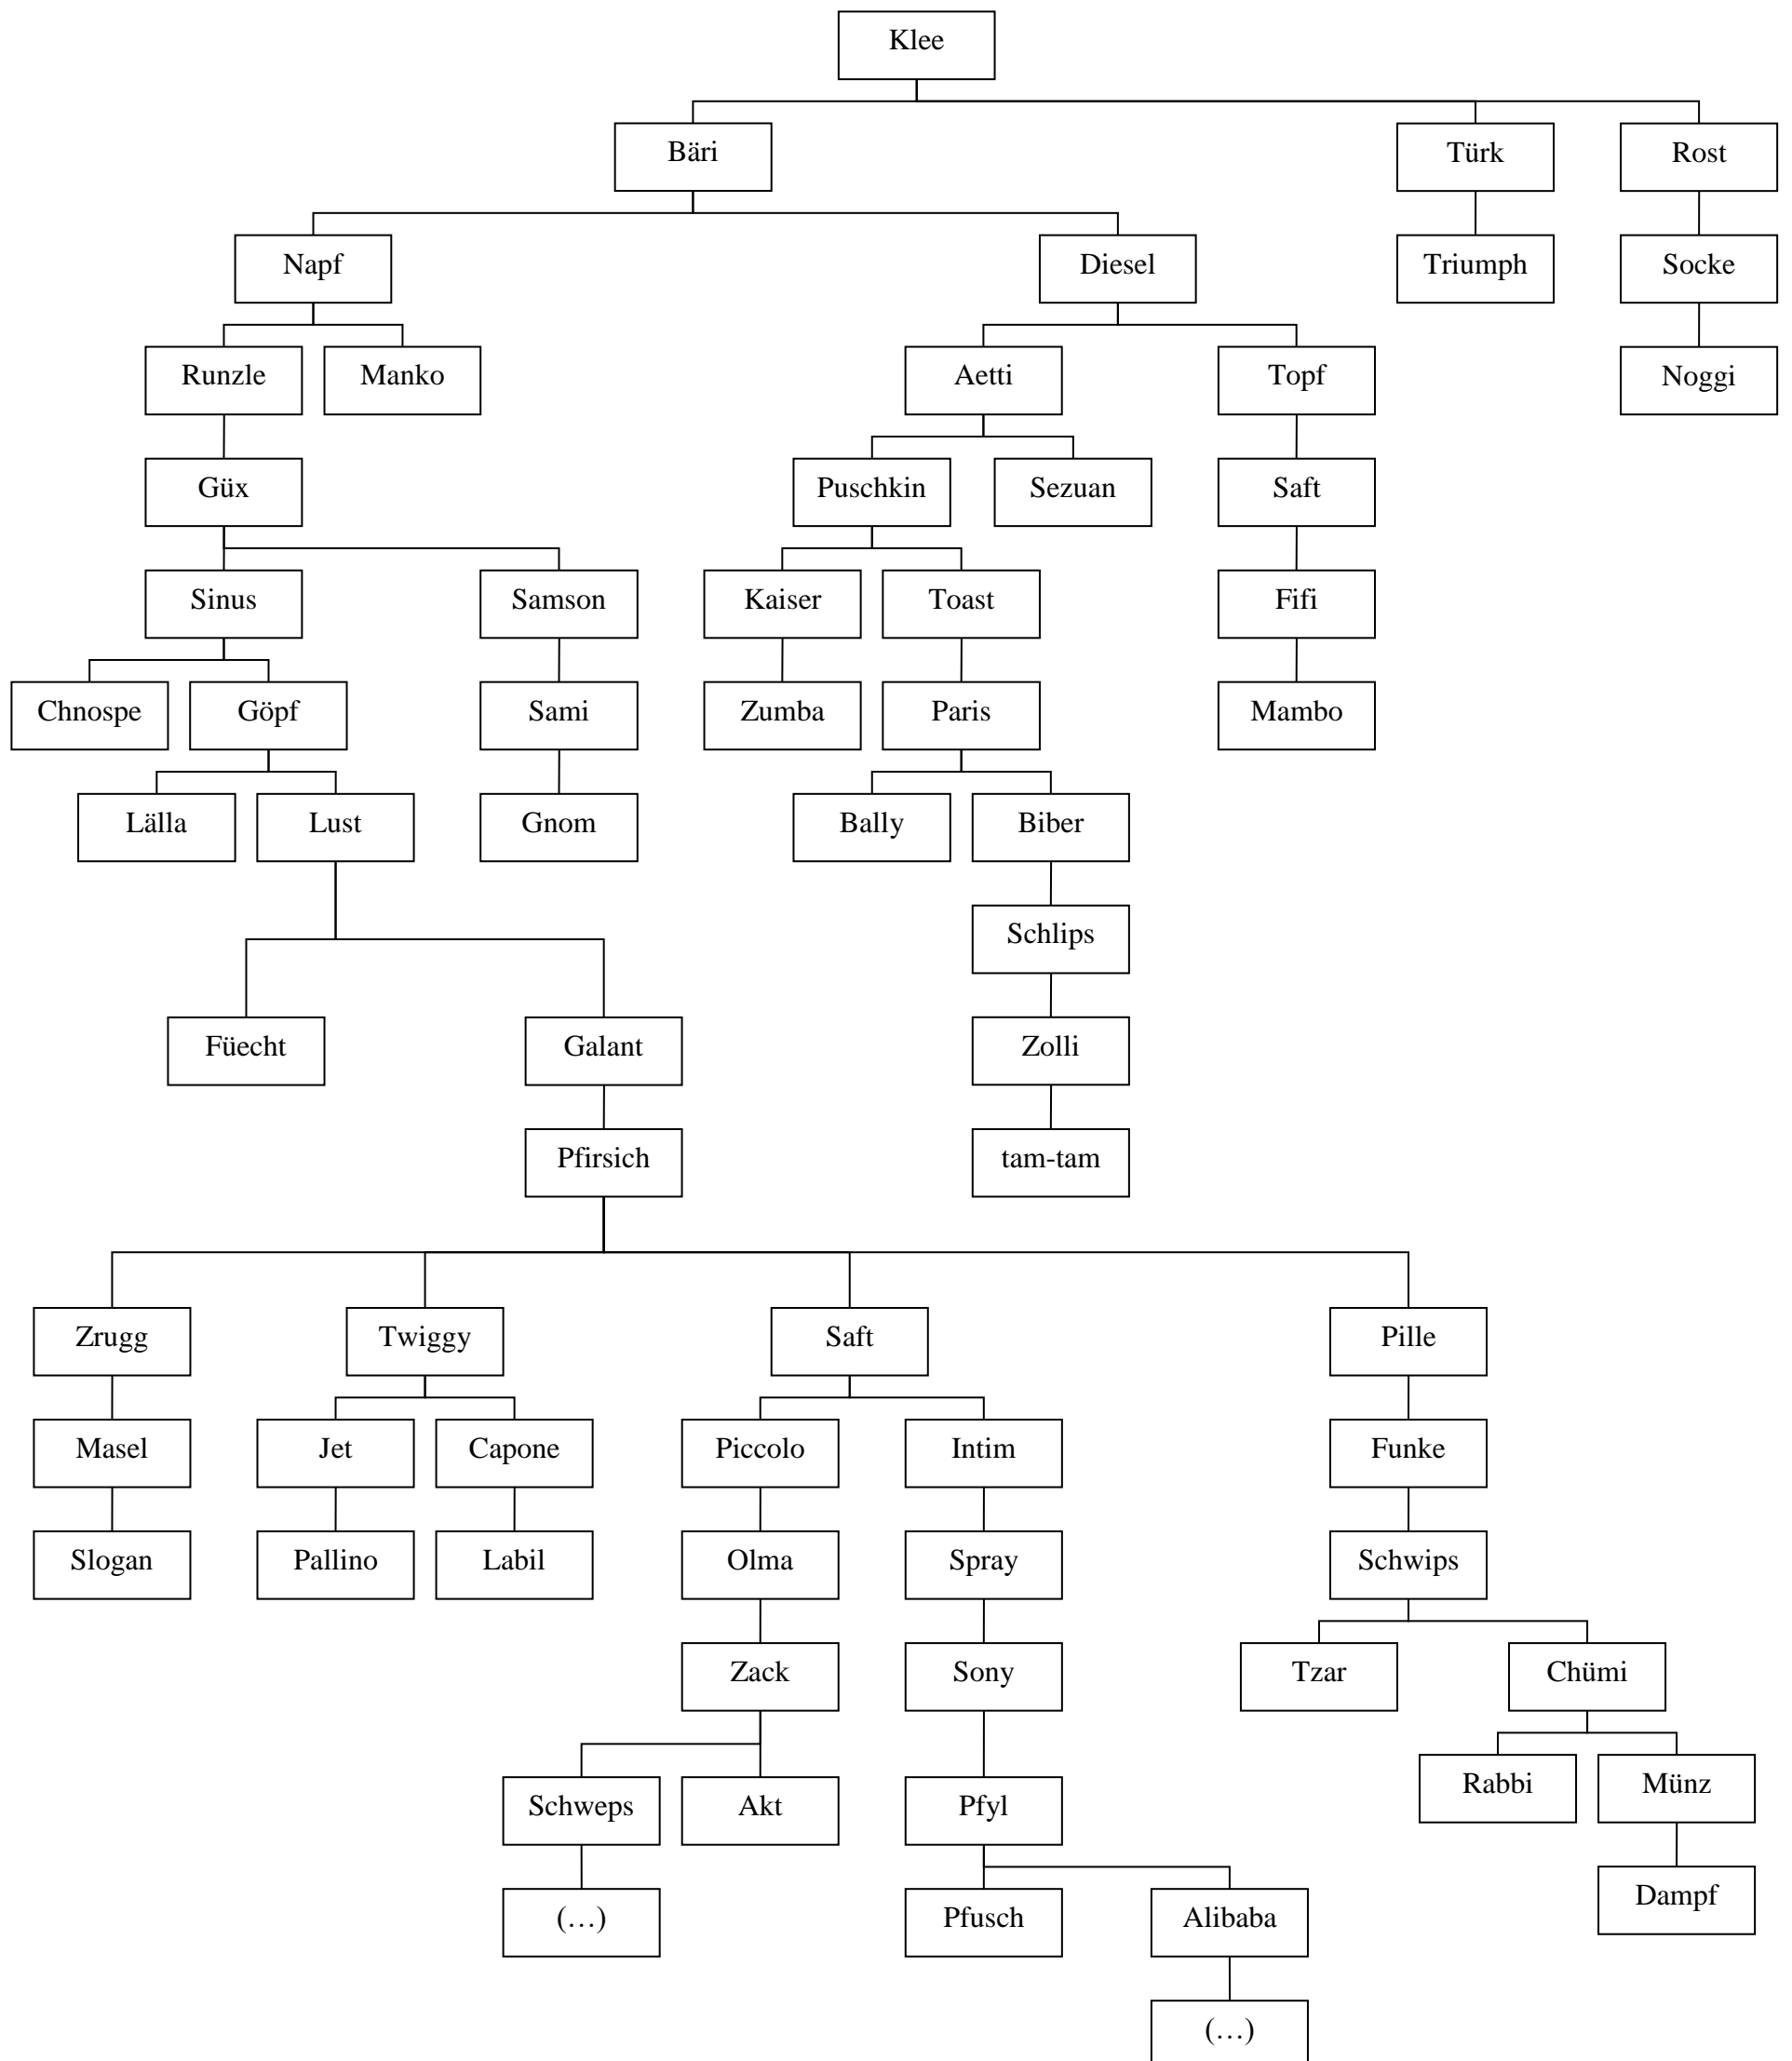 Klee
Bäri
Türk
Rost
Napf
Diesel
Triumph
Socke
Runzle
Manko
Aetti
Topf
Noggi
Güx
Puschkin
Sezuan
Saft
Sinus
Samson
Kaiser
Toast
Fifi
Chnospe
Göpf
Sami
Zumba
Paris
Mambo
Lälla
Lust
Gnom
Bally
Biber
Schlips
Füecht
Galant
Zolli
Pfirsich
tam-tam
Zrugg
Twiggy
Saft
Pille
Masel
Jet
Capone
Piccolo
Intim
Funke
Slogan
Pallino
Labil
Olma
Spray
Schwips
Zack
Sony
Tzar
Chümi
Rabbi
Münz
Schweps
Akt
Pfyl
Dampf
(…)
Pfusch
Alibaba
(…)